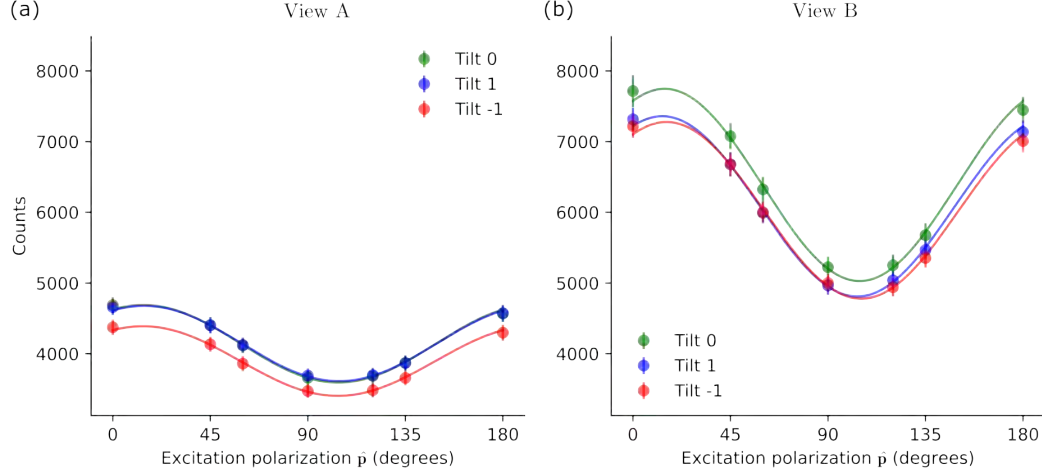 (a)
View A
Tilt 0
Tilt 1
Tilt -1
8000
7000
6000
5000
4000
Counts
0 45 90 135 180
Excitation polarization p̂ (degrees)
(b)
View B
8000
7000
6000
5000
4000
Tilt 0
Tilt 1
Tilt -1
0 45 90 135 180
Excitation polarization p̂ (degrees)